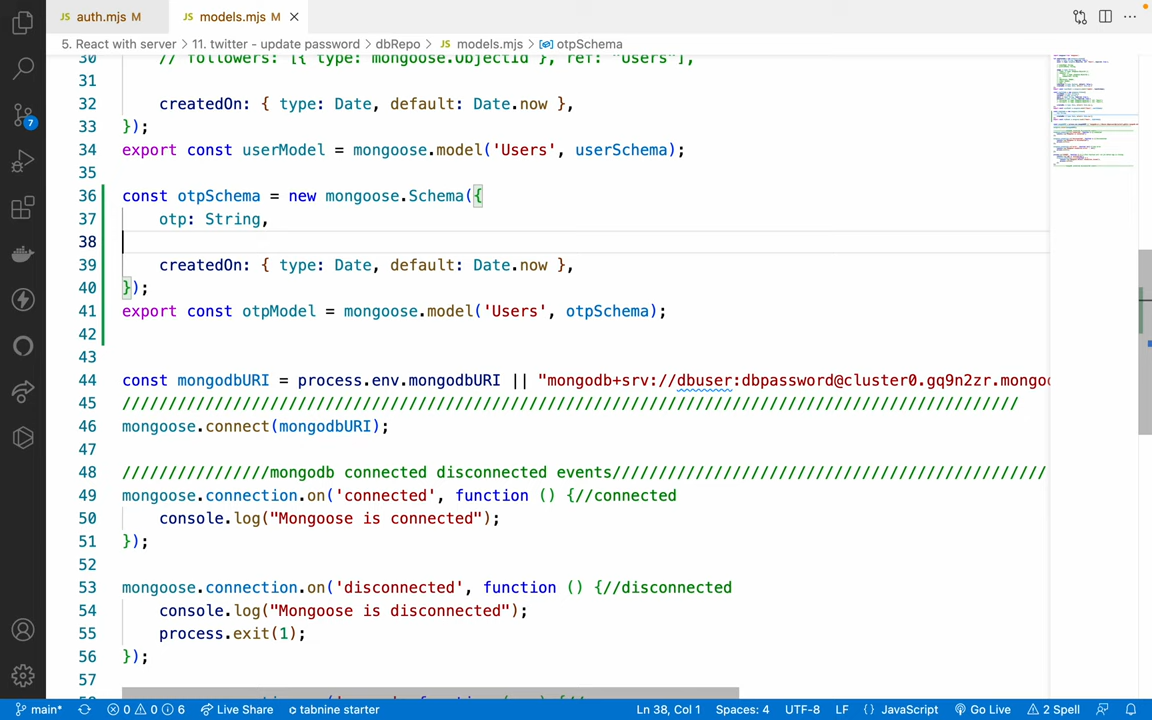 JS auth.mjs M
JS models.mjs M
5. React with server > 11. twitter - update password > dbRepo > JS models.mjs > otpSchema
30 // followers: [{ type: mongoose.ObjectId }, ref: "Users"],
31
32 createdOn: { type: Date, default: Date.now },
33 });
34 export const userModel = mongoose.model('Users', userSchema);
35
36 const otpSchema = new mongoose.Schema({
37 otp: String,
38
39 createdOn: { type: Date, default: Date.now },
40 });
41 export const otpModel = mongoose.model('Users', otpSchema);
42
43
44 const mongodbURI = process.env.mongodbURI || "mongodb+srv://dbuser:dbpassword@cluster0.gq9n2zr.mongo
45 /////////////////////////////////////////////////////////////////////////////////////////////////
46 mongoose.connect(mongodbURI);
47
48 ////////////////mongodb connected disconnected events///////////////////////////////////////////////
49 mongoose.connection.on('connected', function () {//connected
50 console.log("Mongoose is connected");
51 });
52
53 mongoose.connection.on('disconnected', function () {//disconnected
54 console.log("Mongoose is disconnected");
55 process.exit(1);
56 });
57
7
main* 0 0 6 Live Share tabnine starter Ln 38, Col 1 Spaces: 4 UTF-8 LF {} JavaScript Go Live 2 Spell